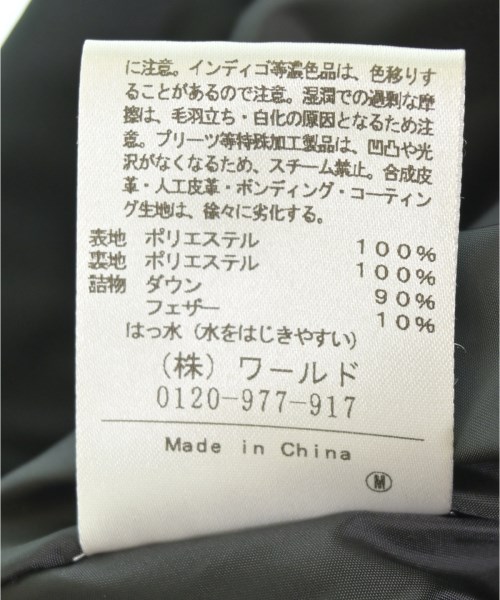 に注意。インディゴ等濃色品は、色移りす
ることがあるので注意。湿潤での過剰な摩
擦は、毛羽立ち・白化の原因となるため注
意。プリーツ等特殊加工製品は、凹凸や光
沢がなくなるため、スチーム禁止。合成皮
革・人工皮革・ボンディング・コーティン
グ生地は、徐々に劣化する。
表地 ポリエステル 100%
裏地 ポリエステル 100%
詰物 ダウン 90%
フェザー 10%
はっ水（水をはじきやすい）
（株）ワールド
0120-977-917
Made in China
M